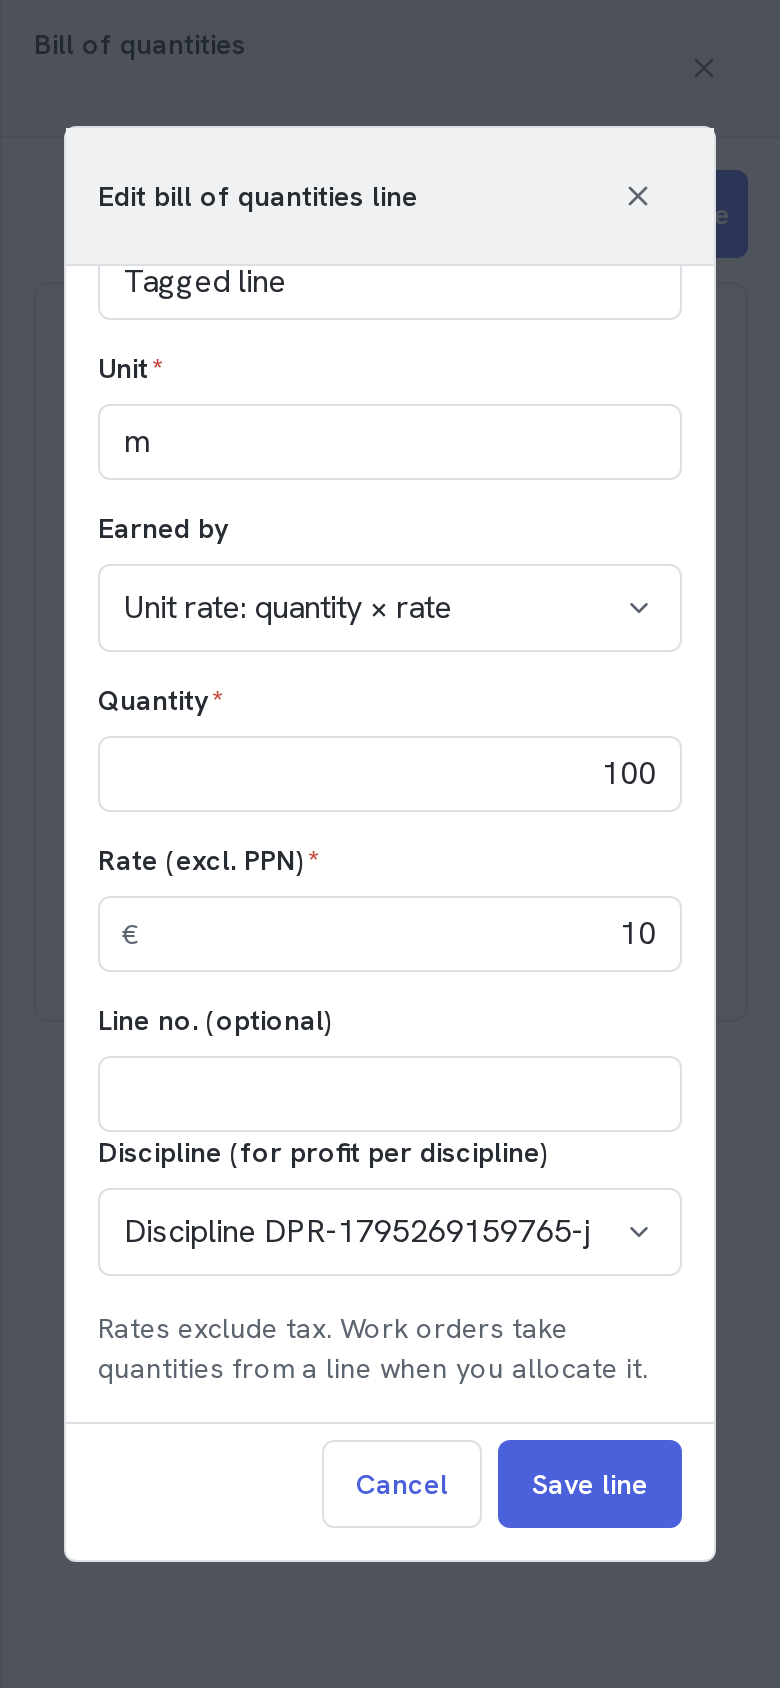 Bill of quantities
Edit bill of quantities line
e
Tagged line
Unit *
m
Earned by
Unit rate: quantity × rate
Quantity *
100
Rate (excl. PPN) *
€ 10
Line no. (optional)
Discipline (for profit per discipline)
Discipline DPR-1795269159765-j
Rates exclude tax. Work orders take
quantities from a line when you allocate it.
Cancel Save line